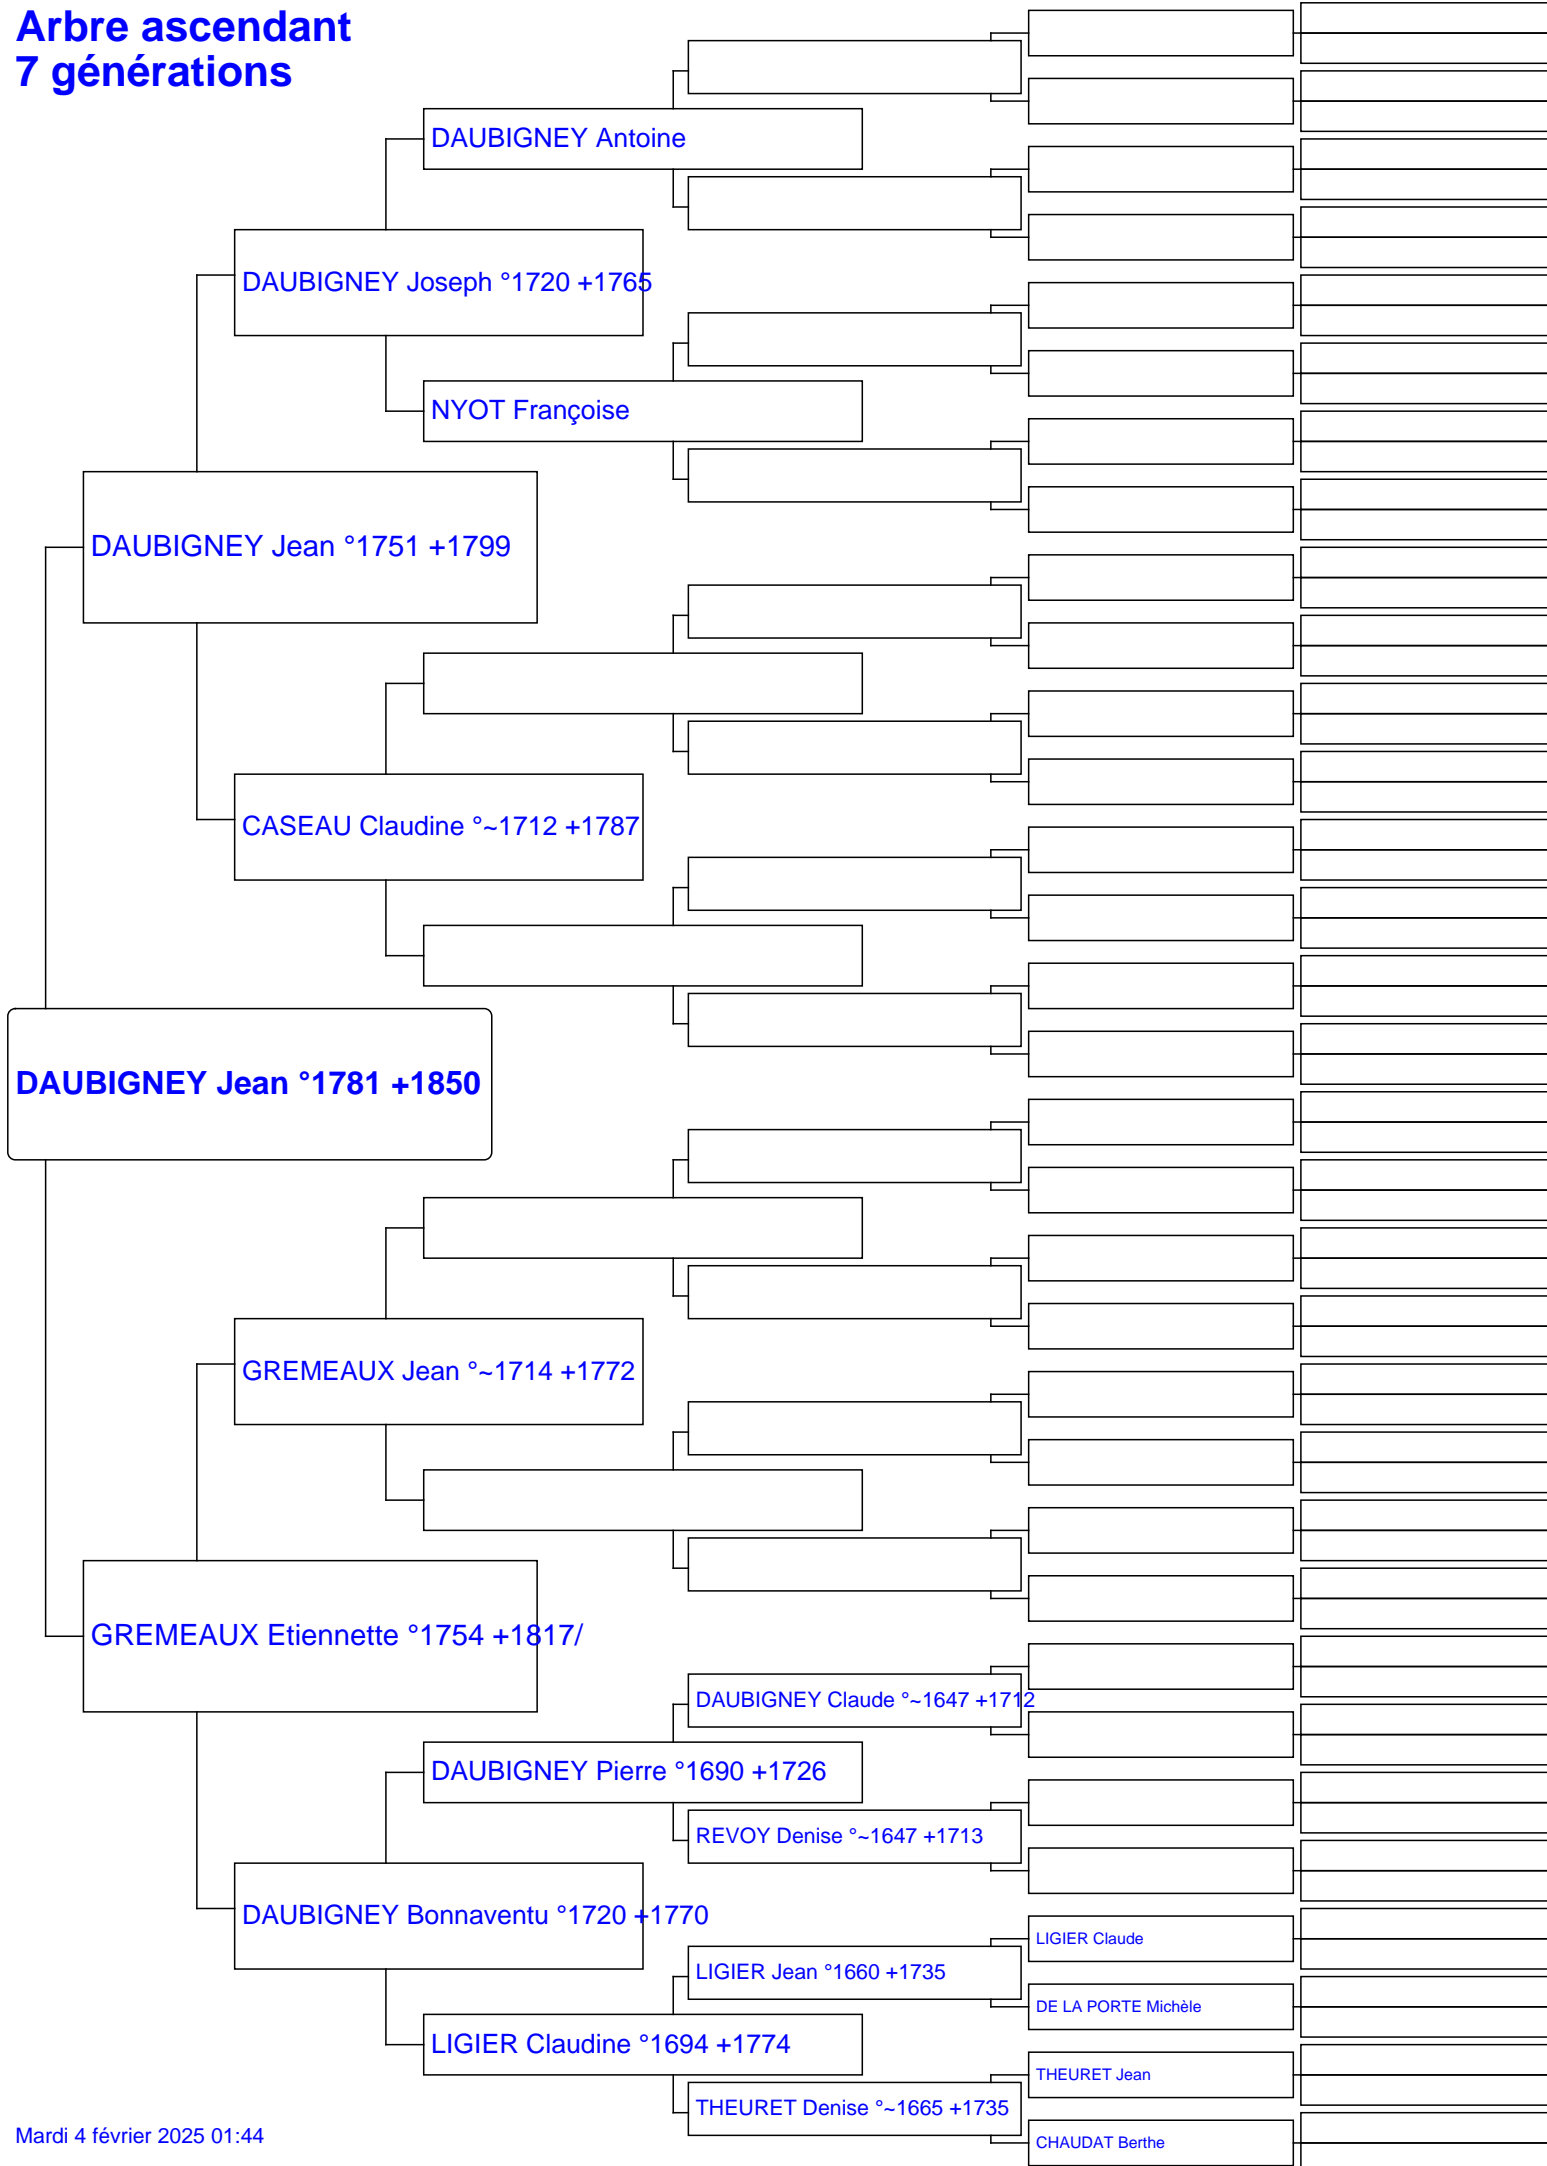 Arbre ascendant
7 générations
DAUBIGNEY Antoine
DAUBIGNEY Joseph °1720 +1765
NYOT Françoise
DAUBIGNEY Jean °1751 +1799
CASEAU Claudine °~1712 +1787
DAUBIGNEY Jean °1781 +1850
GREMEAUX Jean °~1714 +1772
GREMEAUX Etiennette °1754 +1817/
DAUBIGNEY Claude °~1647 +1712
DAUBIGNEY Pierre °1690 +1726
REVOY Denise °~1647 +1713
DAUBIGNEY Bonnaventu °1720 +1770
LIGIER Claude
LIGIER Jean °1660 +1735
DE LA PORTE Michèle
LIGIER Claudine °1694 +1774
THEURET Jean
THEURET Denise °~1665 +1735
CHAUDAT Berthe
Mardi 4 février 2025 01:44